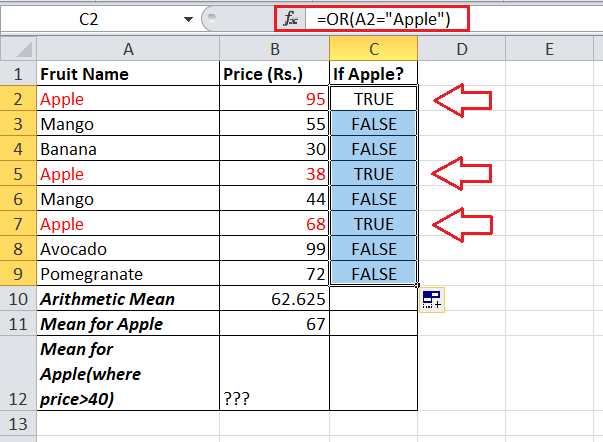 C2 fx =OR(A2="Apple")
A B C D E
1 Fruit Name Price (Rs.) If Apple?
2 Apple 95 TRUE
3 Mango 55 FALSE
4 Banana 30 FALSE
5 Apple 38 TRUE
6 Mango 44 FALSE
7 Apple 68 TRUE
8 Avocado 99 FALSE
9 Pomegranate 72 FALSE
10 Arithmetic Mean 62.625
11 Mean for Apple 67
Mean for
Apple(where
12 price>40) ???
13